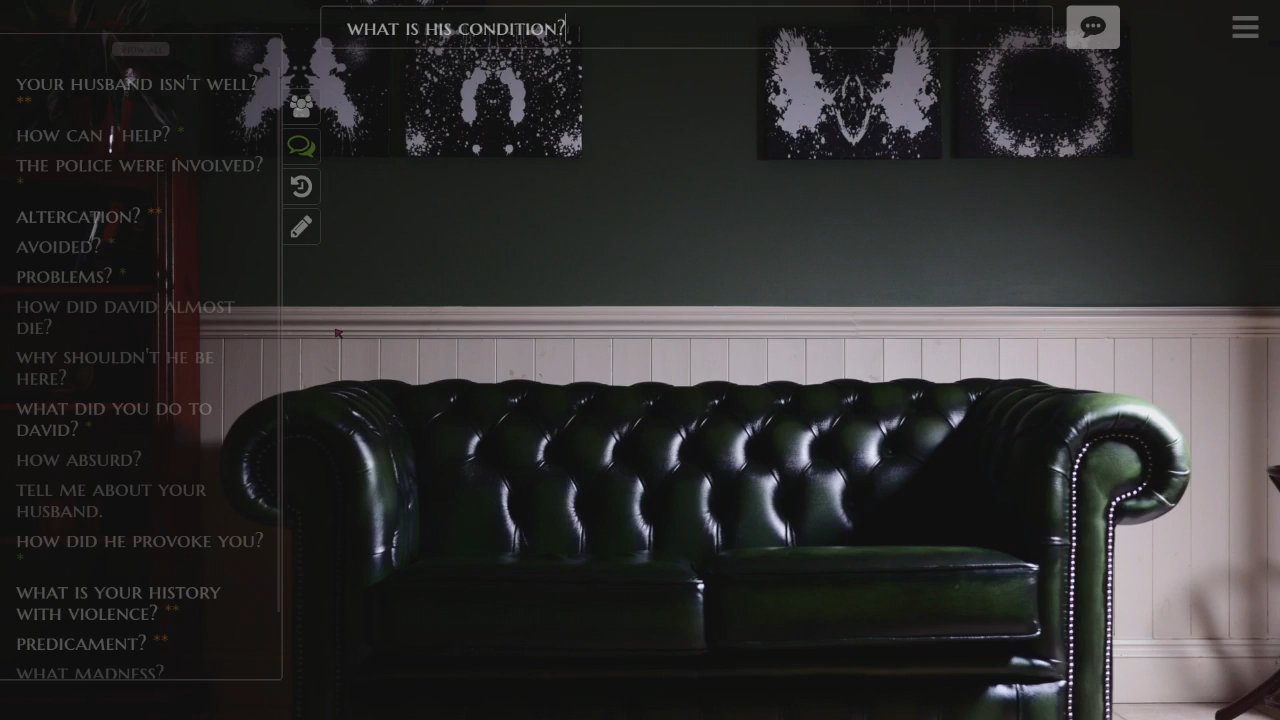 WHAT IS HIS CONDITION?
SHOW ALL
YOUR HUSBAND ISN'T WELL?
**
HOW CAN I HELP? *
THE POLICE WERE INVOLVED?
*
ALTERCATION? **
AVOIDED? *
PROBLEMS? *
HOW DID DAVID ALMOST
DIE?
WHY SHOULDN'T HE BE
HERE?
WHAT DID YOU DO TO
DAVID? *
HOW ABSURD?
TELL ME ABOUT YOUR
HUSBAND.
HOW DID HE PROVOKE YOU?
*
WHAT IS YOUR HISTORY
WITH VIOLENCE? **
PREDICAMENT? **
WHAT MADNESS?